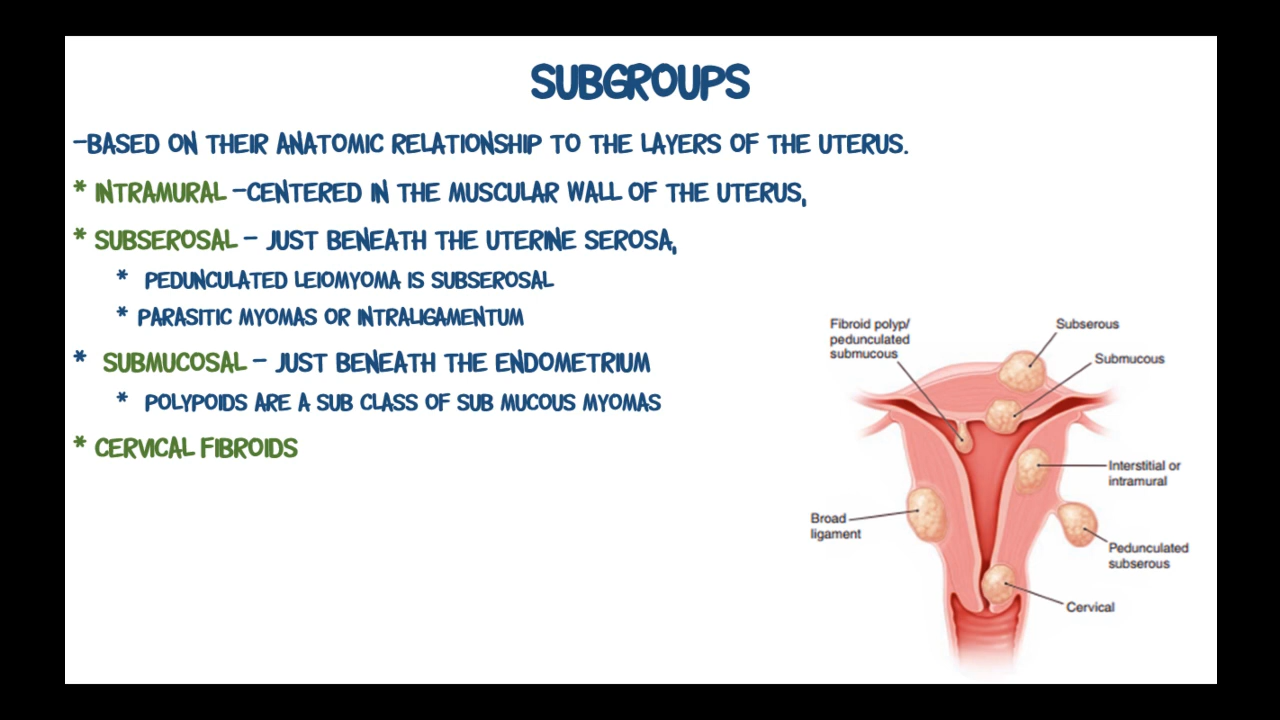 SUBGROUPS
-BASED ON THEIR ANATOMIC RELATIONSHIP TO THE LAYERS OF THE UTERUS.
* INTRAMURAL -CENTERED IN THE MUSCULAR WALL OF THE UTERUS,
* SUBSEROSAL - JUST BENEATH THE UTERINE SEROSA,
* PEDUNCULATED LEIOMYOMA IS SUBSEROSAL
* PARASITIC MYOMAS OR INTRALIGAMENTUM
* SUBMUCOSAL - JUST BENEATH THE ENDOMETRIUM
* POLYPOIDS ARE A SUB CLASS OF SUB MUCOUS MYOMAS
* CERVICAL FIBROIDS
Fibroid polyp/
pedunculated
submucous
Subserous
Submucous
Interstitial or
intramural
Broad
ligament
Pedunculated
subserous
Cervical